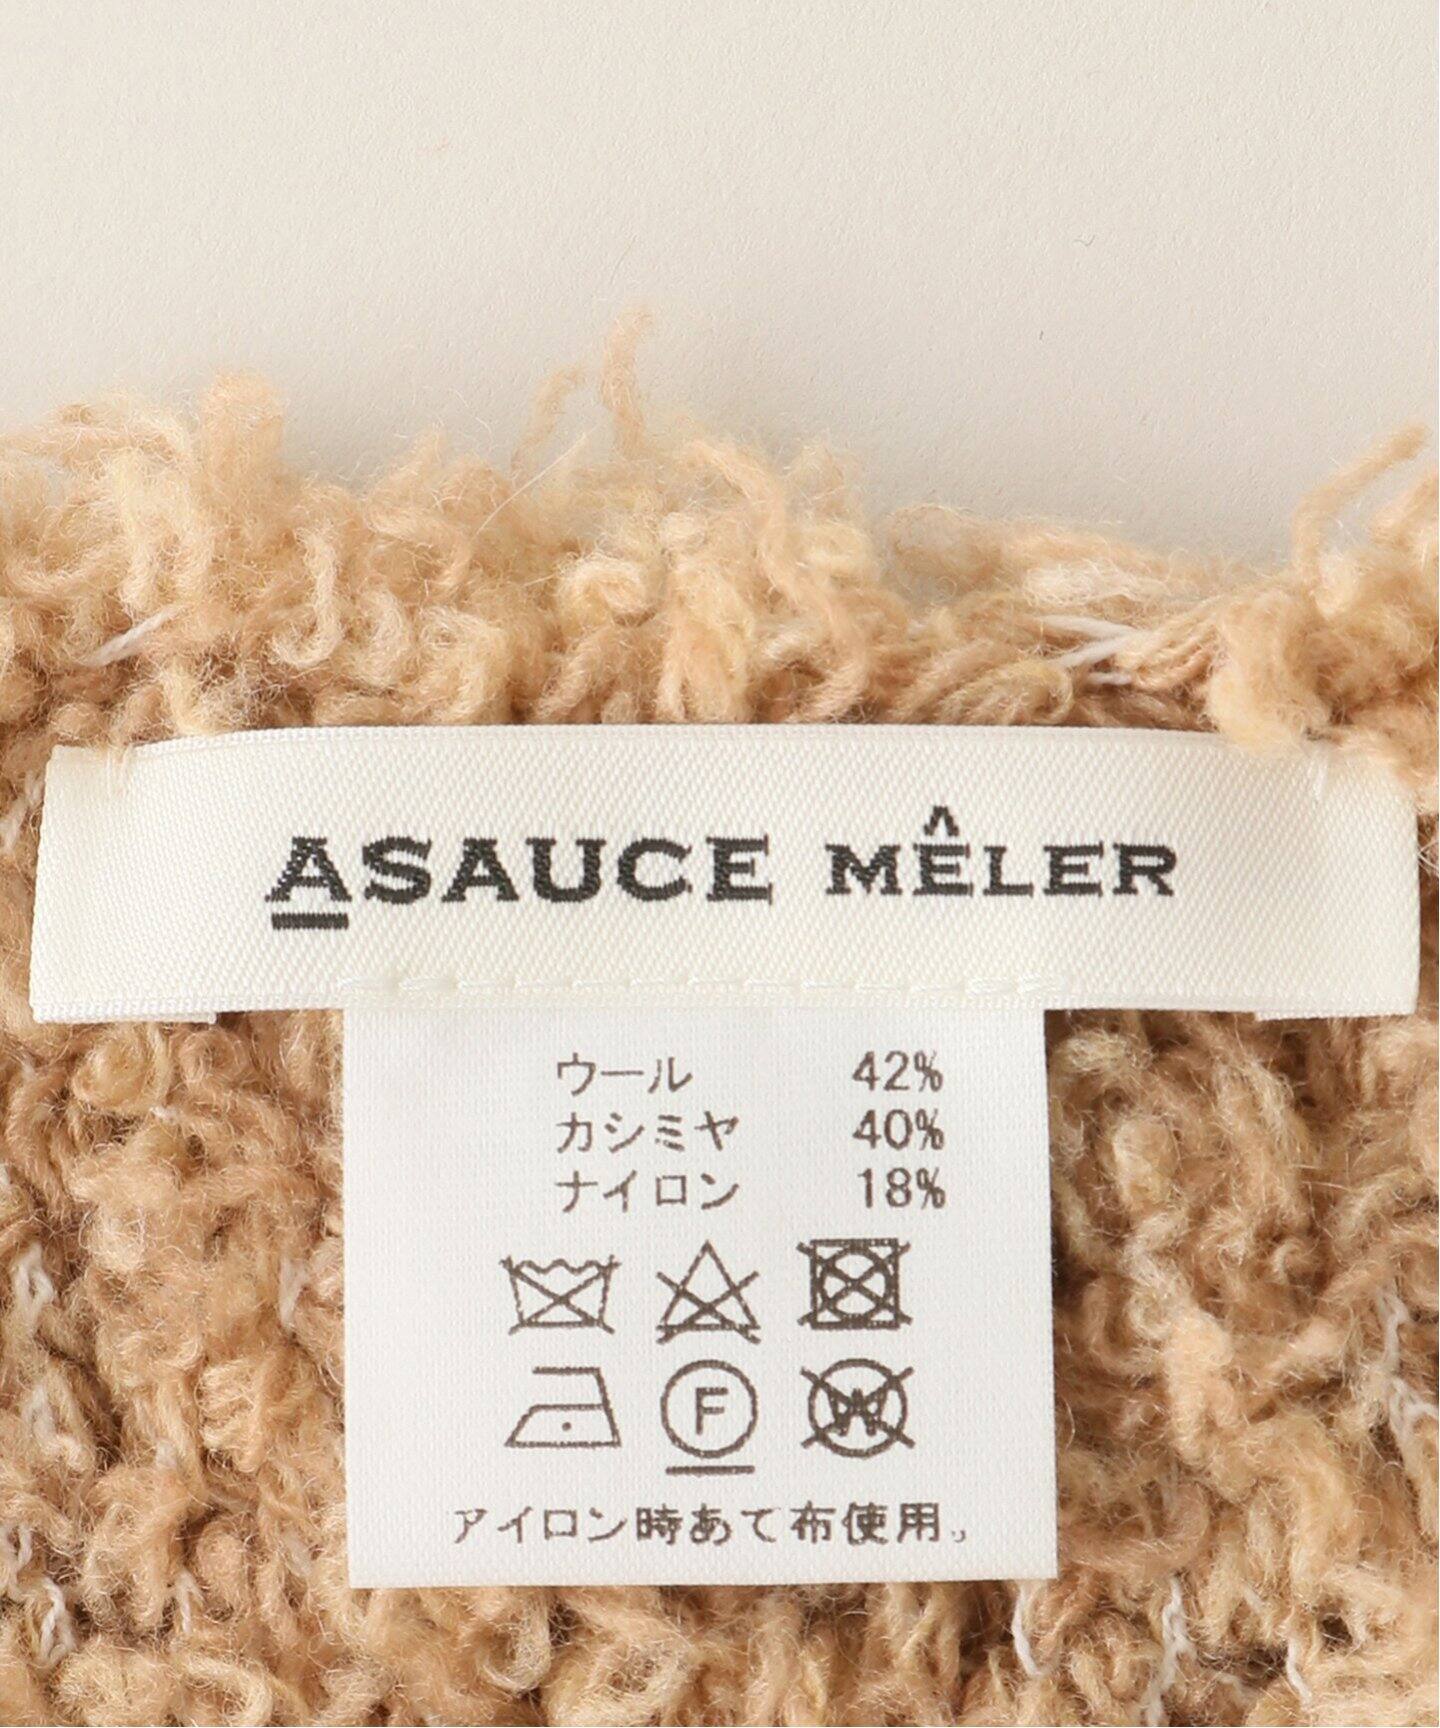 ASAUCE MÊLER
ウール 42%
カシミヤ 40%
ナイロン 18%
F
W
アイロン時あて布使用。